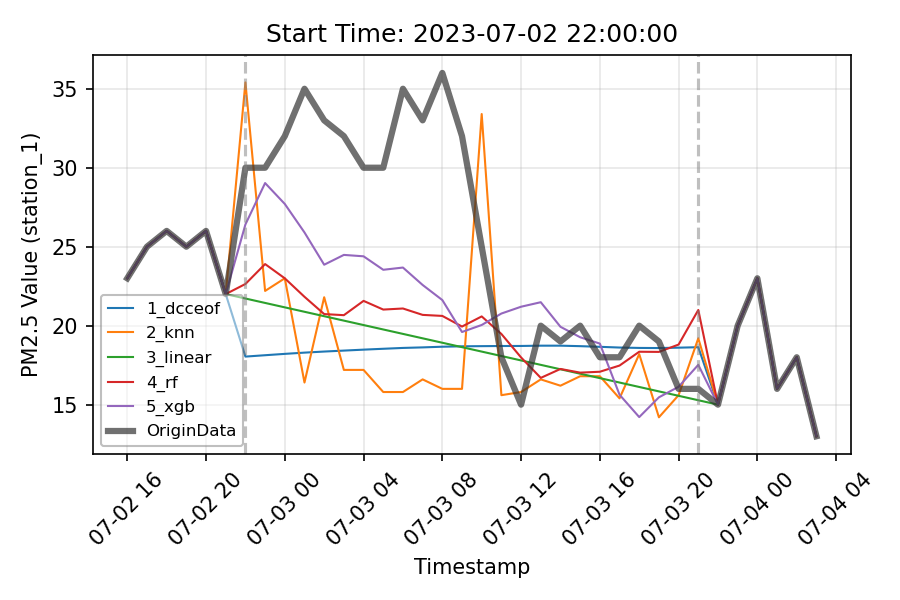 Start Time: 2023-07-02 22:00:00
PM2.5 Value (station_1)
35
30
25
20
15
1_dcceof
2_knn
3_linear
4_rf
5_xgb
OriginData
07-02 16
07-02 20
07-03 00
07-03 04
07-03 08
07-03 12
07-03 16
07-03 20
07-04 00
07-04 04
Timestamp